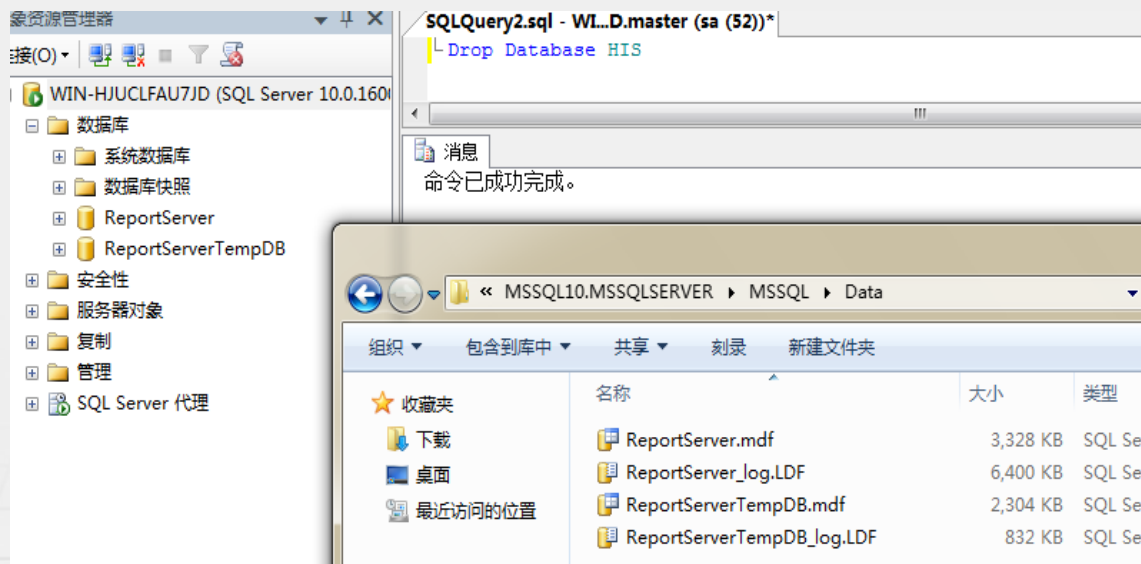 象资源管理器
连接(O)
WIN-HJUCLFAU7JD (SQL Server 10.0.160
数据库
系统数据库
数据库快照
ReportServer
ReportServerTempDB
安全性
服务器对象
复制
管理
SQL Server 代理
SQLQuery2.sql - WI...D.master (sa (52))*
Drop Database HIS
消息
命令已成功完成。
« MSSQL10.MSSQLSERVER MSSQL Data
组织 包含到库中 共享 刻录 新建文件夹
收藏夹
下载
桌面
最近访问的位置
名称 大小 类型
ReportServer.mdf 3,328 KB SQL Se
ReportServer_log.LDF 6,400 KB SQL Se
ReportServerTempDB.mdf 2,304 KB SQL Se
ReportServerTempDB_log.LDF 832 KB SQL Se